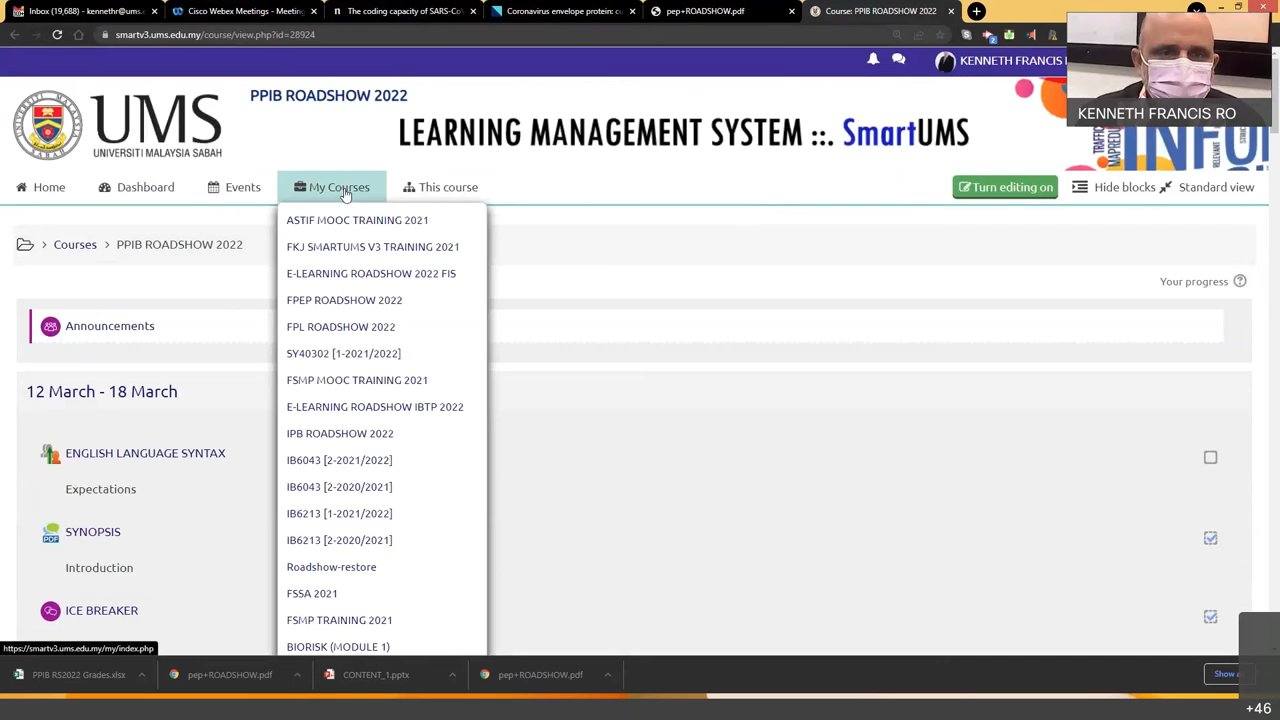 Inbox (19,688) - kennethr@ums.e
Cisco Webex Meetings - Meetin
The coding capacity of SARS-CoV
Coronavirus envelope protein: cu
pep+ROADSHOW.pdf
Course: PPIB ROADSHOW 2022
smartv3.ums.edu.my/course/view.php?id=28924
KENNETH FRANCIS
KENNETH FRANCIS RO
UMS
UNIVERSITI MALAYSIA SABAH
PPIB ROADSHOW 2022
LEARNING MANAGEMENT SYSTEM ::. SmartUMS
Home
Dashboard
Events
My Courses
This course
Turn editing on
Hide blocks
Standard view
ASTIF MOOC TRAINING 2021
FKJ SMARTUMS V3 TRAINING 2021
E-LEARNING ROADSHOW 2022 FIS
FPEP ROADSHOW 2022
FPL ROADSHOW 2022
SY40302 [1-2021/2022]
FSMP MOOC TRAINING 2021
E-LEARNING ROADSHOW IBTP 2022
IPB ROADSHOW 2022
IB6043 [2-2021/2022]
IB6043 [2-2020/2021]
IB6213 [1-2021/2022]
IB6213 [2-2020/2021]
Roadshow-restore
FSSA 2021
FSMP TRAINING 2021
BIORISK (MODULE 1)
Courses
PPIB ROADSHOW 2022
Your progress
Announcements
12 March - 18 March
ENGLISH LANGUAGE SYNTAX
Expectations
SYNOPSIS
Introduction
ICE BREAKER
https://smartv3.ums.edu.my/my/index.php
PPIB RS2022 Grades.xlsx
pep+ROADSHOW.pdf
CONTENT_1.pptx
pep+ROADSHOW.pdf
Show a
+46